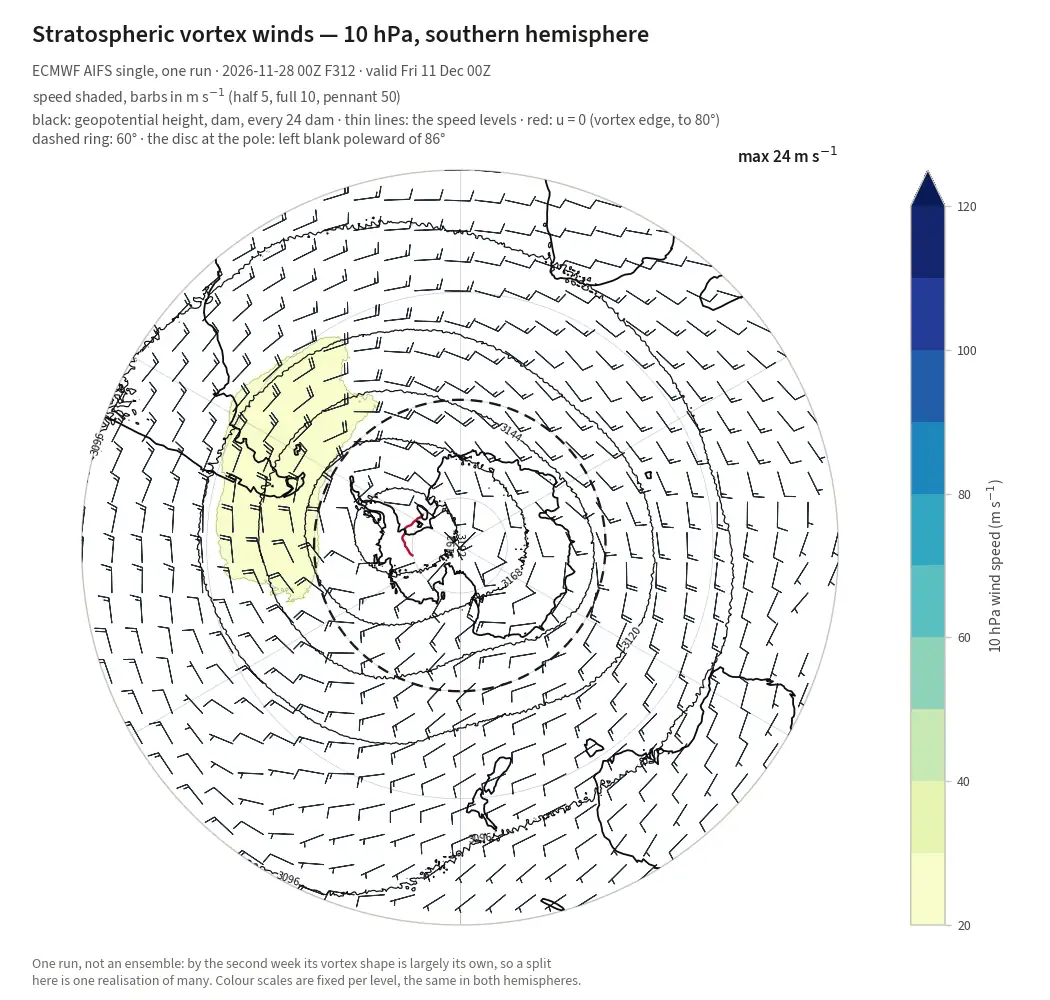 Stratospheric vortex winds — 10 hPa, southern hemisphere
ECMWF AIFS single, one run · 2026-11-28 00Z F312 · valid Fri 11 Dec 00Z
speed shaded, barbs in m s⁻¹ (half 5, full 10, pennant 50)
black: geopotential height, dam, every 24 dam · thin lines: the speed levels · red: u = 0 (vortex edge, to 80°)
dashed ring: 60° · the disc at the pole: left blank poleward of 86°
max 24 m s⁻¹
120
100
80
60
40
20
10 hPa wind speed (m s⁻¹)
3096
3144
3168
3120
3096
3096
One run, not an ensemble: by the second week its vortex shape is largely its own, so a split
here is one realisation of many. Colour scales are fixed per level, the same in both hemispheres.